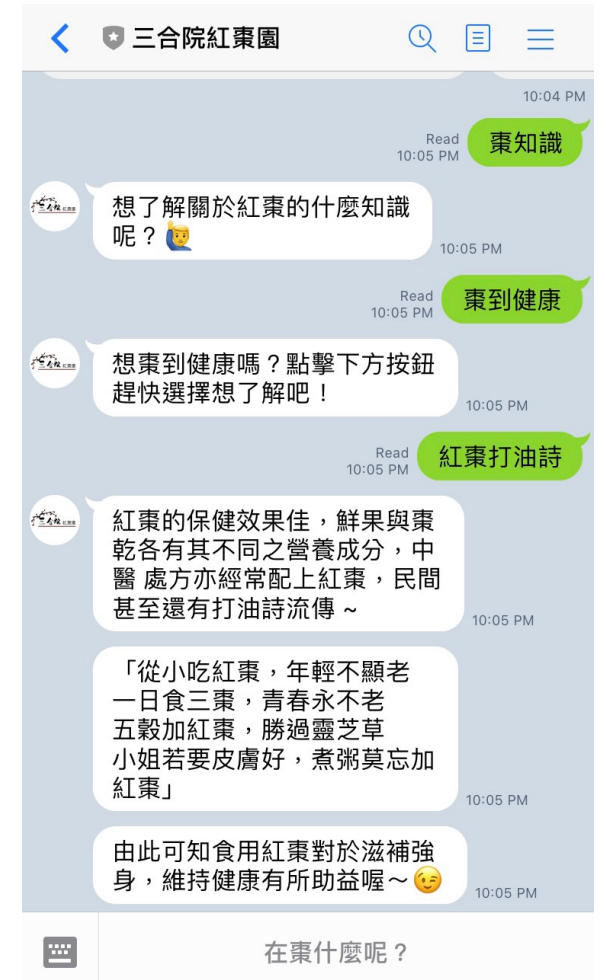 三合院紅棗園
10:04 PM
Read
10:05 PM
棗知識
想了解關於紅棗的什麼知識
呢？🙋‍♂️
10:05 PM
Read
10:05 PM
棗到健康
想棗到健康嗎？點擊下方按鈕
趕快選擇想了解吧！
10:05 PM
Read
10:05 PM
紅棗打油詩
紅棗的保健效果佳，鮮果與棗
乾各有其不同之營養成分，中
醫 處方亦經常配上紅棗，民間
甚至還有打油詩流傳 ~
10:05 PM
「從小吃紅棗，年輕不顯老
一日食三棗，青春永不老
五穀加紅棗，勝過靈芝草
小姐若要皮膚好，煮粥莫忘加
紅棗」
10:05 PM
由此可知食用紅棗對於滋補強
身，維持健康有所助益喔～😉
10:05 PM
在棗什麼呢？